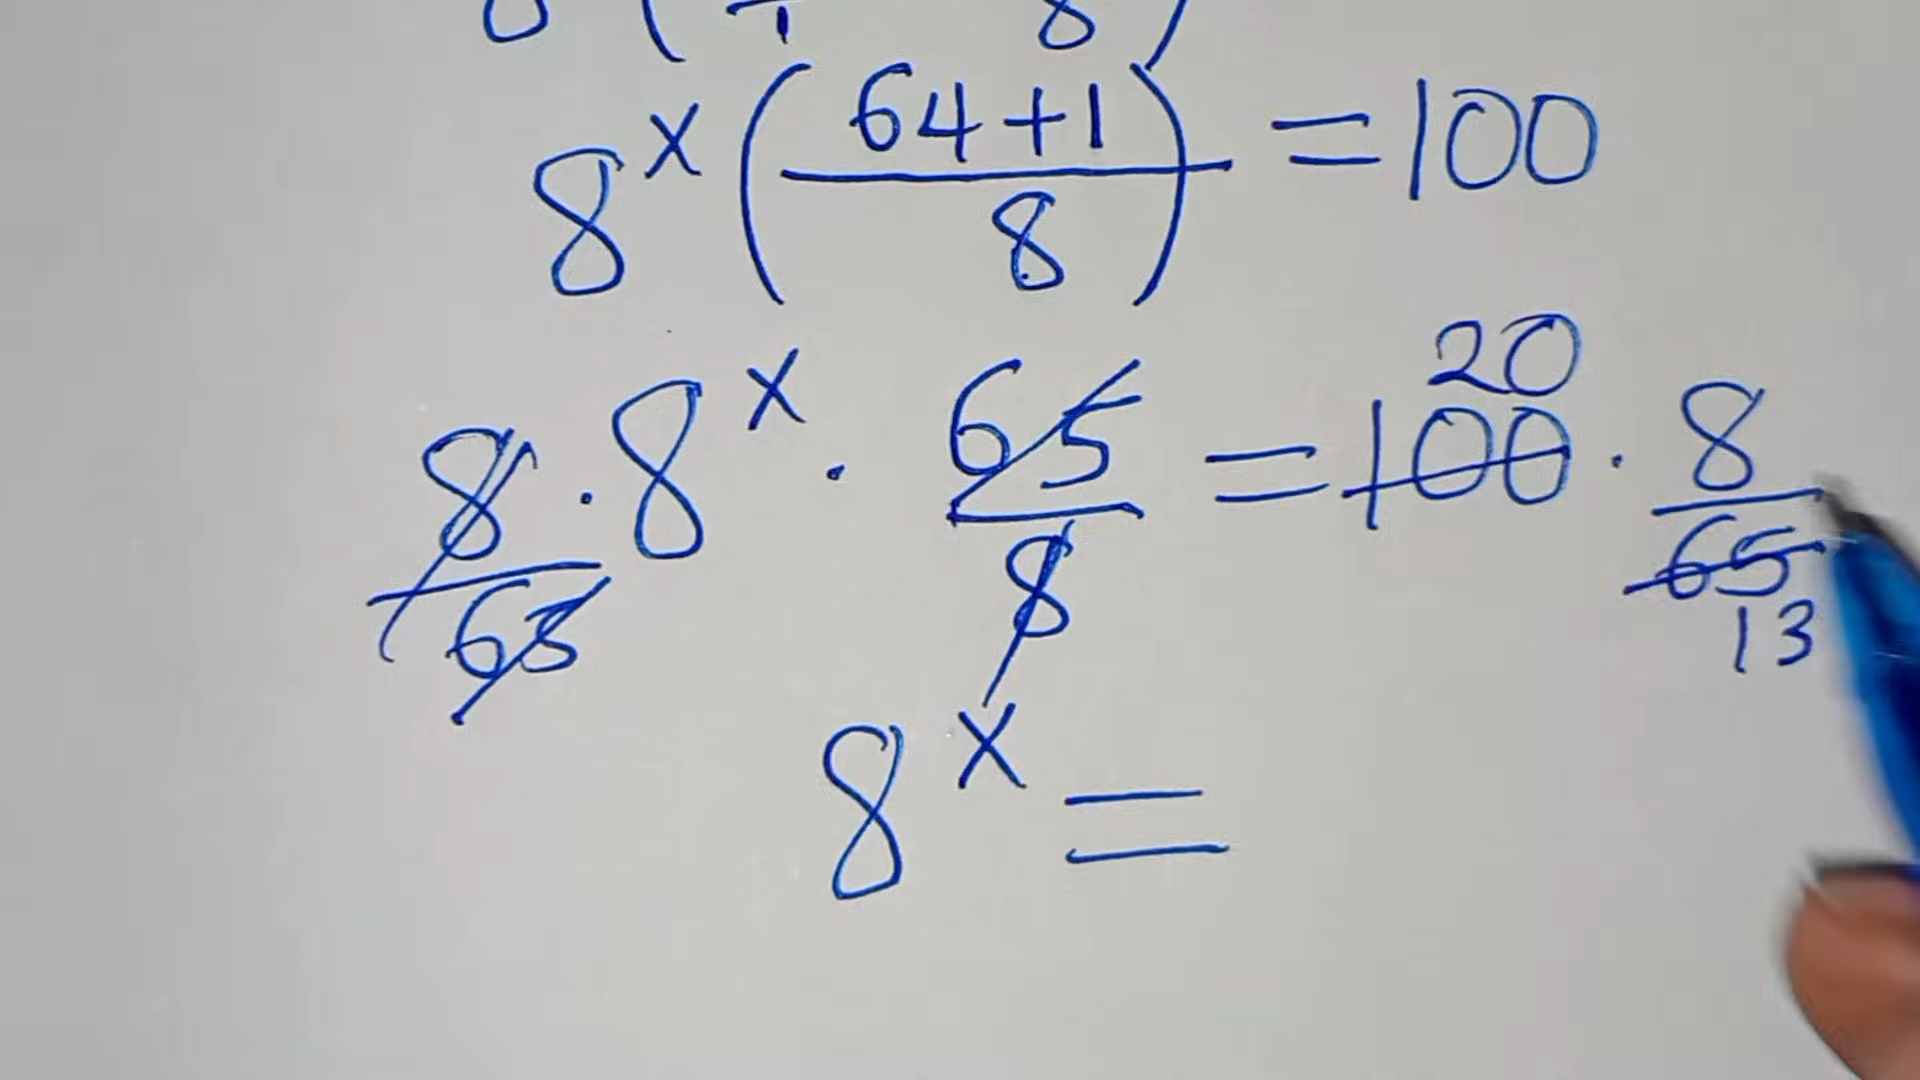 8^x ( (64+1)/8 ) = 100
20
8/65 · 8^x · 65/8 = 100 · 8/65
13
8^x =